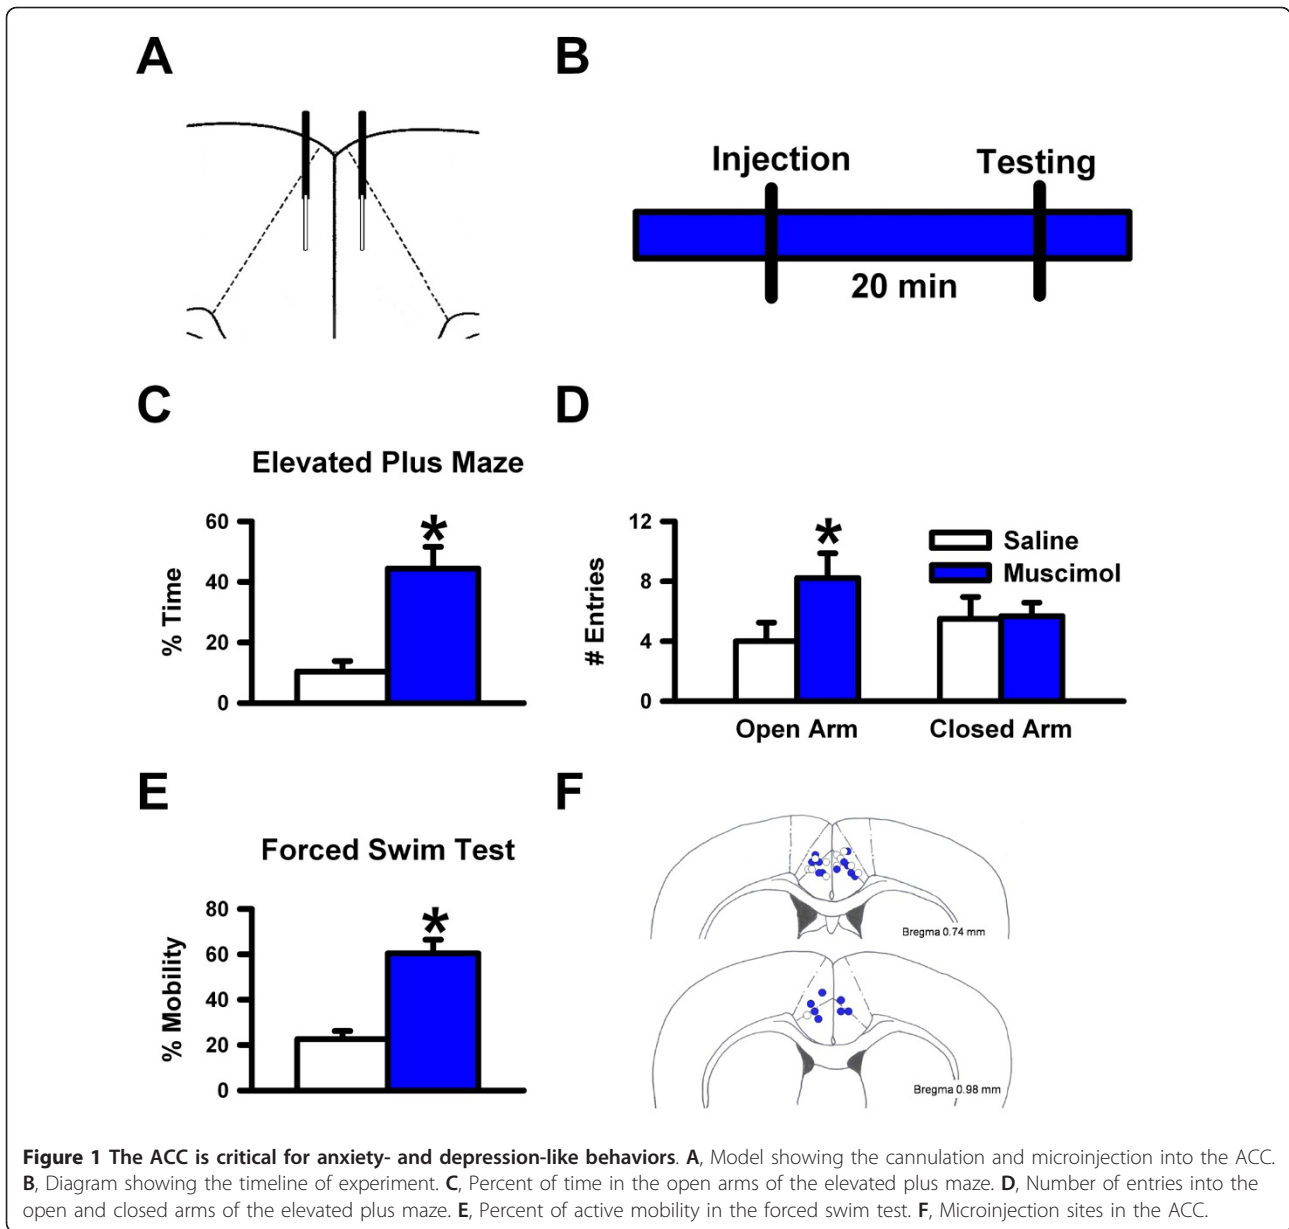 A
B
Injection
Testing
20 min
C
D
Elevated Plus Maze
60
40
20
0
% Time
*
12
8
4
0
# Entries
*
Saline
Muscimol
Open Arm
Closed Arm
E
F
Forced Swim Test
80
60
40
20
0
% Mobility
*
Bregma 0.74 mm
Bregma 0.98 mm
Figure 1 The ACC is critical for anxiety- and depression-like behaviors. A, Model showing the cannulation and microinjection into the ACC.
B, Diagram showing the timeline of experiment. C, Percent of time in the open arms of the elevated plus maze. D, Number of entries into the
open and closed arms of the elevated plus maze. E, Percent of active mobility in the forced swim test. F, Microinjection sites in the ACC.